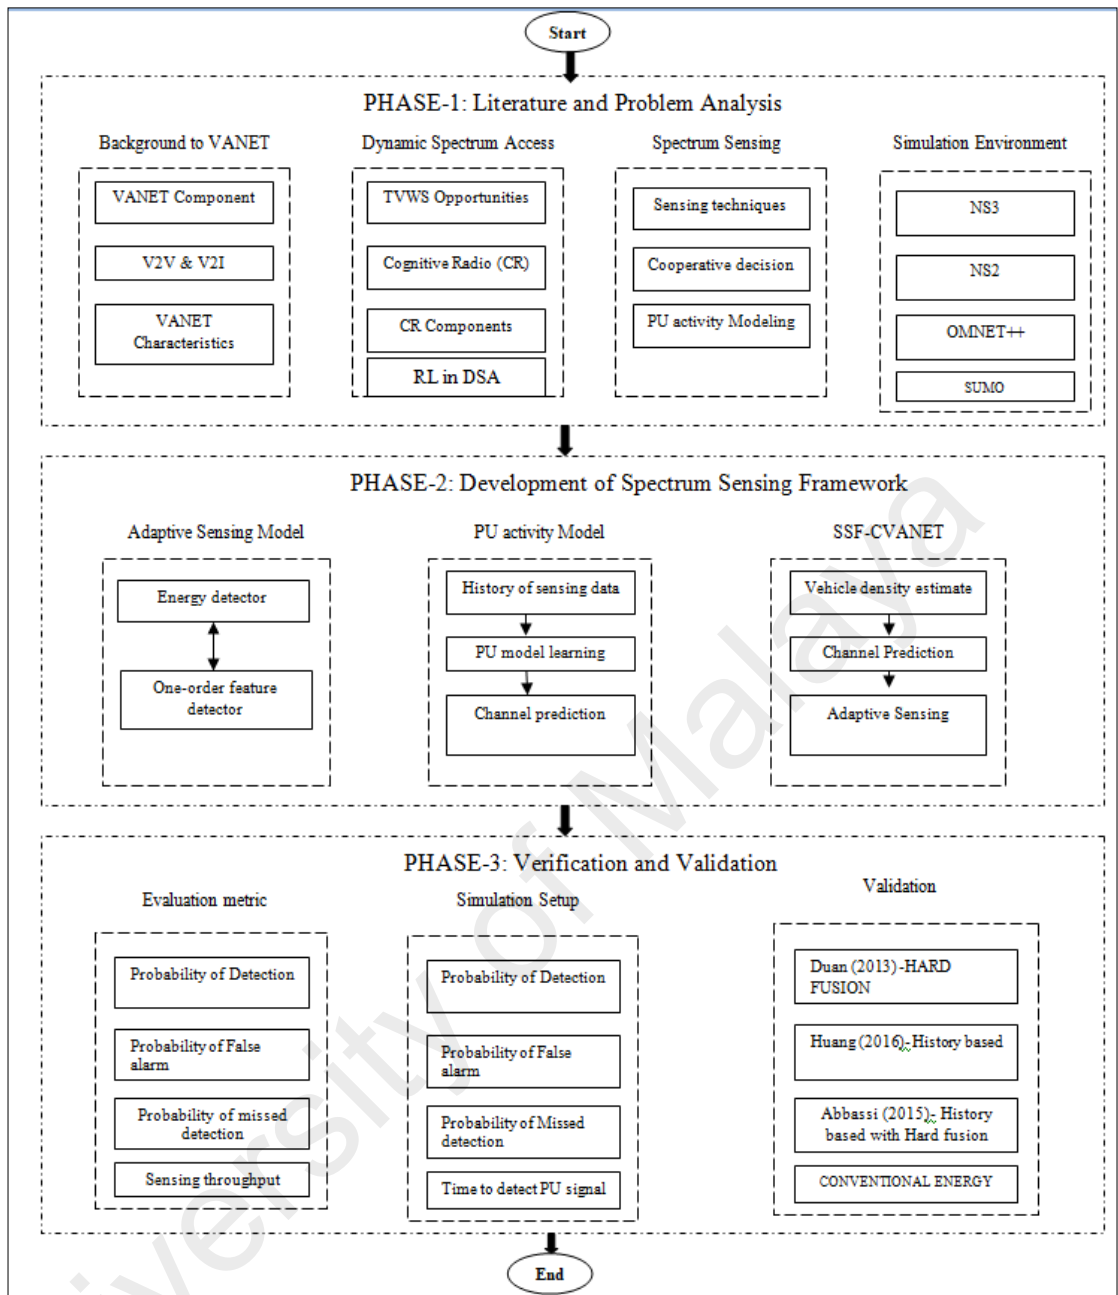 Start
PHASE-1: Literature and Problem Analysis
Background to VANET
VANET Component
V2V & V2I
VANET
Characteristics
Dynamic Spectrum Access
TVWS Opportunities
Cognitive Radio (CR)
CR Components
RL in DSA
Spectrum Sensing
Sensing techniques
Cooperative decision
PU activity Modeling
Simulation Environment
NS3
NS2
OMNET++
SUMO
PHASE-2: Development of Spectrum Sensing Framework
Adaptive Sensing Model
Energy detector
One-order feature
detector
PU activity Model
History of sensing data
PU model learning
Channel prediction
SSF-CVANET
Vehicle density estimate
Channel Prediction
Adaptive Sensing
PHASE-3: Verification and Validation
Evaluation metric
Probability of Detection
Probability of False
alarm
Probability of missed
detection
Sensing throughput
Simulation Setup
Probability of Detection
Probability of False
alarm
Probability of Missed
detection
Time to detect PU signal
Validation
Duan (2013)-HARD
FUSION
Huang (2016)-History based
Abbassi (2015)- History
based with Hard fusion
CONVENTIONAL ENERGY
End
iversity of Malaya